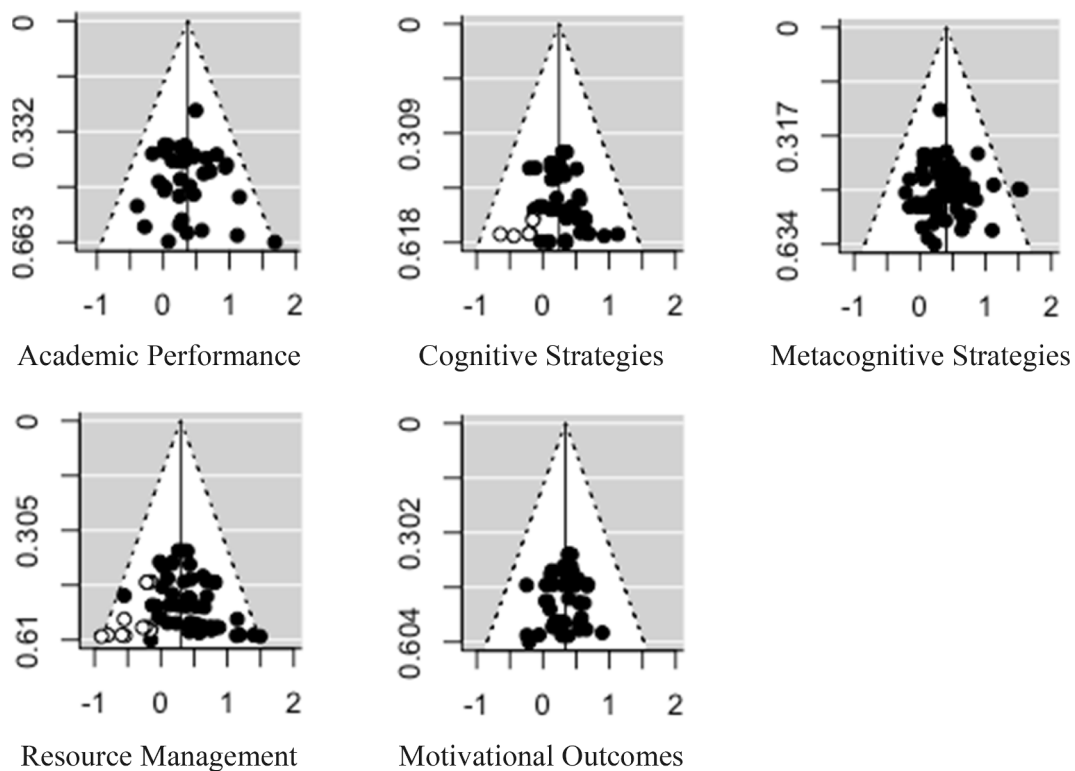 0
0.332
0.663
-1 0 1 2
Academic Performance
0
0.309
0.618
-1 0 1 2
Cognitive Strategies
0
0.317
0.634
-1 0 1 2
Metacognitive Strategies
0
0.305
0.61
-1 0 1 2
Resource Management
0
0.302
0.604
-1 0 1 2
Motivational Outcomes